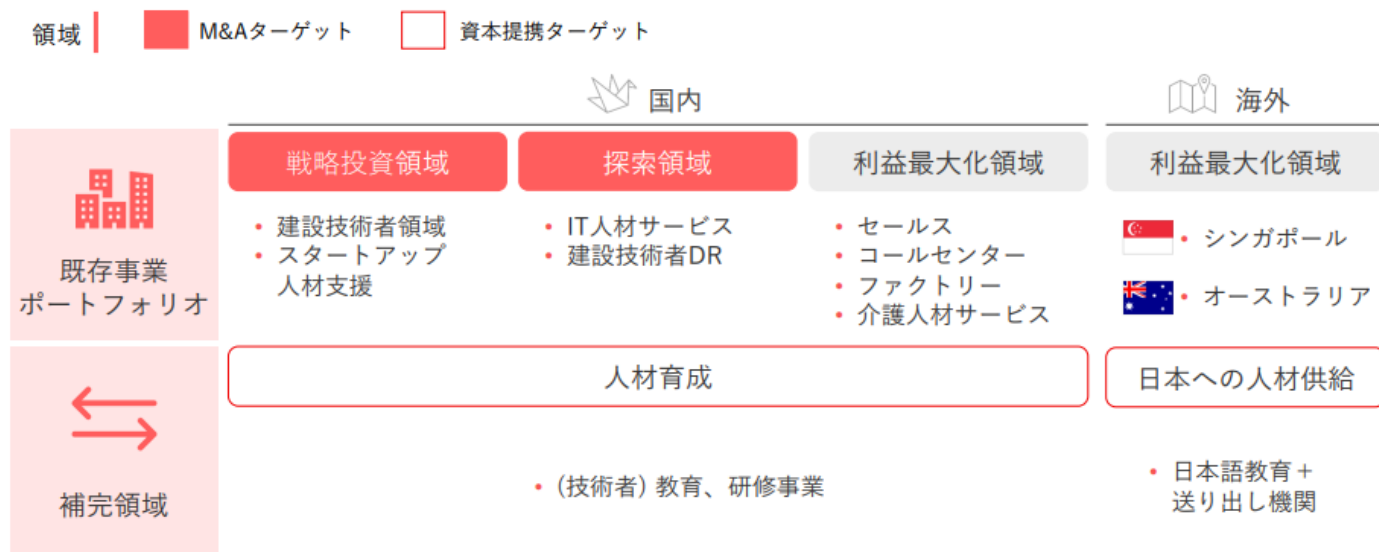 領域
M&Aターゲット
資本提携ターゲット
国内
海外
既存事業
ポートフォリオ
戦略投資領域
探索領域
利益最大化領域
利益最大化領域
・建設技術者領域
・スタートアップ
人材支援
・IT人材サービス
・建設技術者DR
・セールス
・コールセンター
・ファクトリー
・介護人材サービス
・シンガポール
・オーストラリア
補完領域
人材育成
日本への人材供給
・(技術者) 教育、研修事業
・日本語教育+
送り出し機関